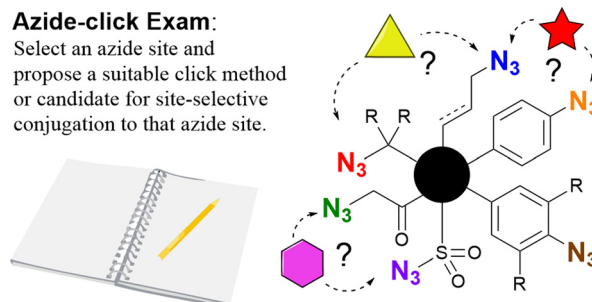 Azide-click Exam:
Select an azide site and
propose a suitable click method
or candidate for site-selective
conjugation to that azide site.
N3
?
?
N3
R R
N3
N3
O
R
N3
R
S
O
O
N3
?